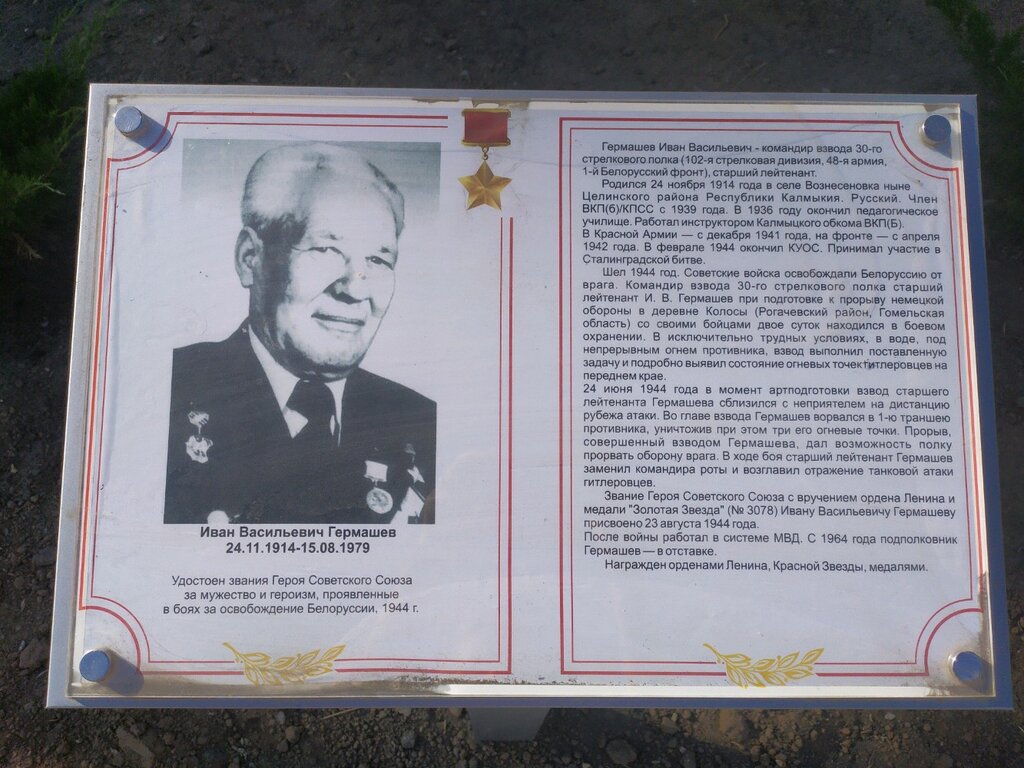 Иван Васильевич Гермашев
24.11.1914-15.08.1979
Удостоен звания Героя Советского Союза
за мужество и героизм, проявленные
в боях за освобождение Белоруссии, 1944 г.
Гермашев Иван Васильевич - командир взвода 30-го
стрелкового полка (102-я стрелковая дивизия, 48-я армия,
1-й Белорусский фронт), старший лейтенант.
Родился 24 ноября 1914 года в селе Вознесеновка ныне
Целинского района Республики Калмыкия. Русский. Член
ВКП(б)/КПСС с 1939 года. В 1936 году окончил педагогическое
училище. Работал инструктором Калмыцкого обкома ВКП(Б).
В Красной Армии — с декабря 1941 года, на фронте — с апреля
1942 года. В феврале 1944 окончил КУОС. Принимал участие в
Сталинградской битве.
Шел 1944 год. Советские войска освобождали Белоруссию от
врага. Командир взвода 30-го стрелкового полка старший
лейтенант И. В. Гермашев при подготовке к прорыву немецкой
обороны в деревне Колосы (Рогачевский район, Гомельская
область) со своими бойцами двое суток находился в боевом
охранении. В исключительно трудных условиях, в воде, под
непрерывным огнем противника, взвод выполнил поставленную
задачу и подробно выявил состояние огневых точек гитлеровцев на
переднем крае.
24 июня 1944 года в момент артподготовки взвод старшего
лейтенанта Гермашева сблизился с неприятелем на дистанцию
рубежа атаки. Во главе взвода Гермашев ворвался в 1-ю траншею
противника, уничтожив при этом три его огневые точки. Прорыв,
совершенный взводом Гермашева, дал возможность полку
прорвать оборону врага. В ходе боя старший лейтенант Гермашев
заменил командира роты и возглавил отражение танковой атаки
гитлеровцев.
Звание Героя Советского Союза с вручением ордена Ленина и
медали "Золотая Звезда" (№ 3078) Ивану Васильевичу Гермашеву
присвоено 23 августа 1944 года.
После войны работал в системе МВД. С 1964 года подполковник
Гермашев — в отставке.
Награжден орденами Ленина, Красной Звезды, медалями.